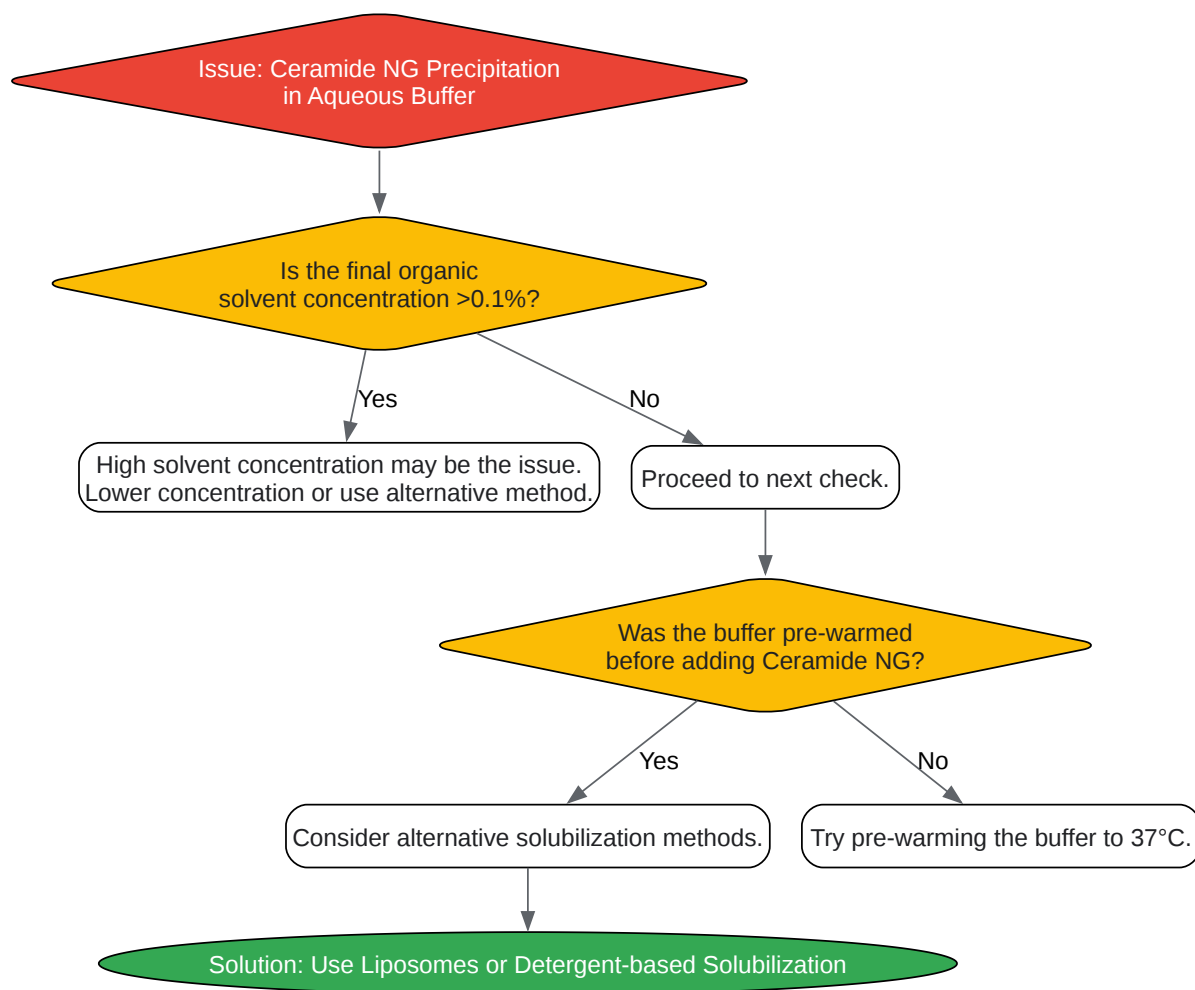 Issue: Ceramide NG Precipitation
in Aqueous Buffer
Is the final organic
solvent concentration >0.1%?
Yes
No
High solvent concentration may be the issue.
Lower concentration or use alternative method.
Proceed to next check.
Was the buffer pre-warmed
before adding Ceramide NG?
Yes
No
Consider alternative solubilization methods.
Try pre-warming the buffer to 37°C.
Solution: Use Liposomes or Detergent-based Solubilization